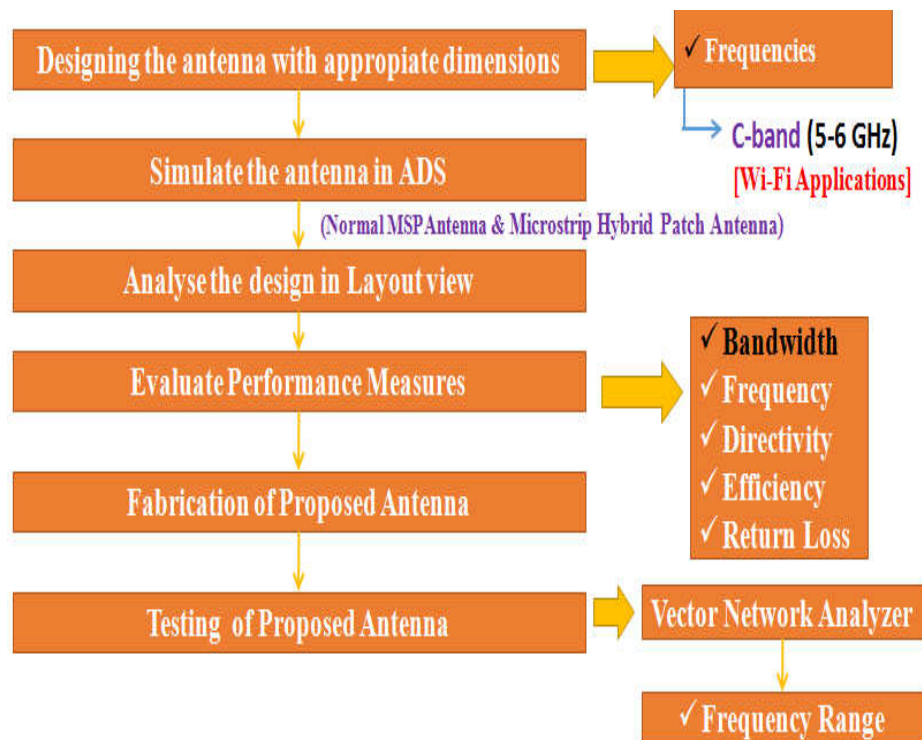 Designing the antenna with appropiate dimensions
✓ Frequencies
C-band (5-6 GHz)
[Wi-Fi Applications]
Simulate the antenna in ADS
(Normal MSP Antenna & Microstrip Hybrid Patch Antenna)
Analyse the design in Layout view
Evaluate Performance Measures
✓ Bandwidth
✓ Frequency
✓ Directivity
✓ Efficiency
✓ Return Loss
Fabrication of Proposed Antenna
Testing of Proposed Antenna
Vector Network Analyzer
✓ Frequency Range